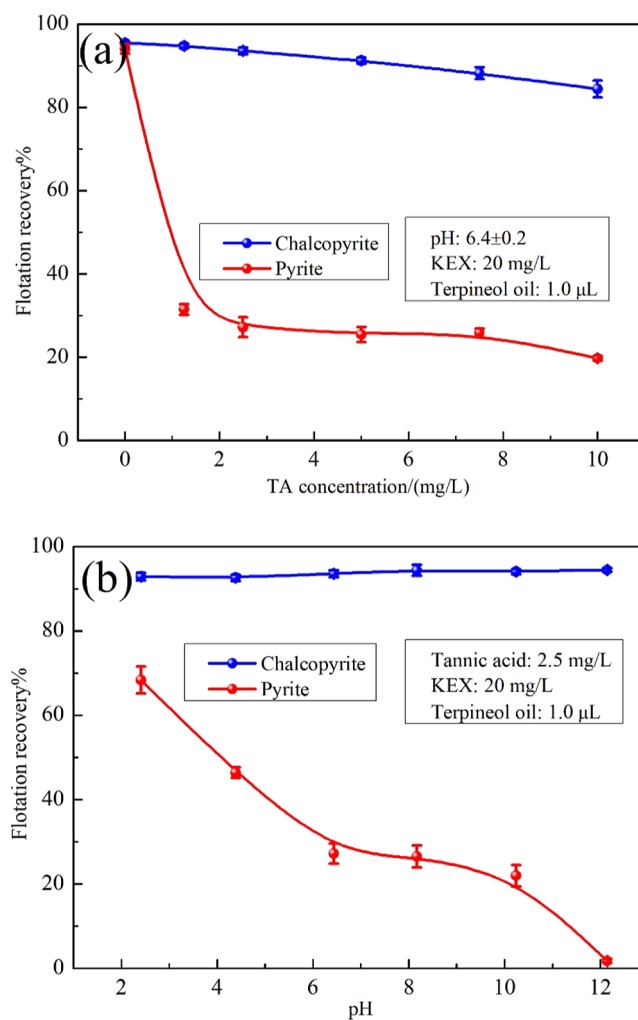 (a)
100
80
60
40
20
0
Flotation recovery%
Chalcopyrite
Pyrite
pH: 6.4±0.2
KEX: 20 mg/L
Terpineol oil: 1.0 μL
0 2 4 6 8 10
TA concentration/(mg/L)
(b)
100
80
60
40
20
0
Flotation recovery%
Chalcopyrite
Pyrite
Tannic acid: 2.5 mg/L
KEX: 20 mg/L
Terpineol oil: 1.0 μL
2 4 6 8 10 12
pH